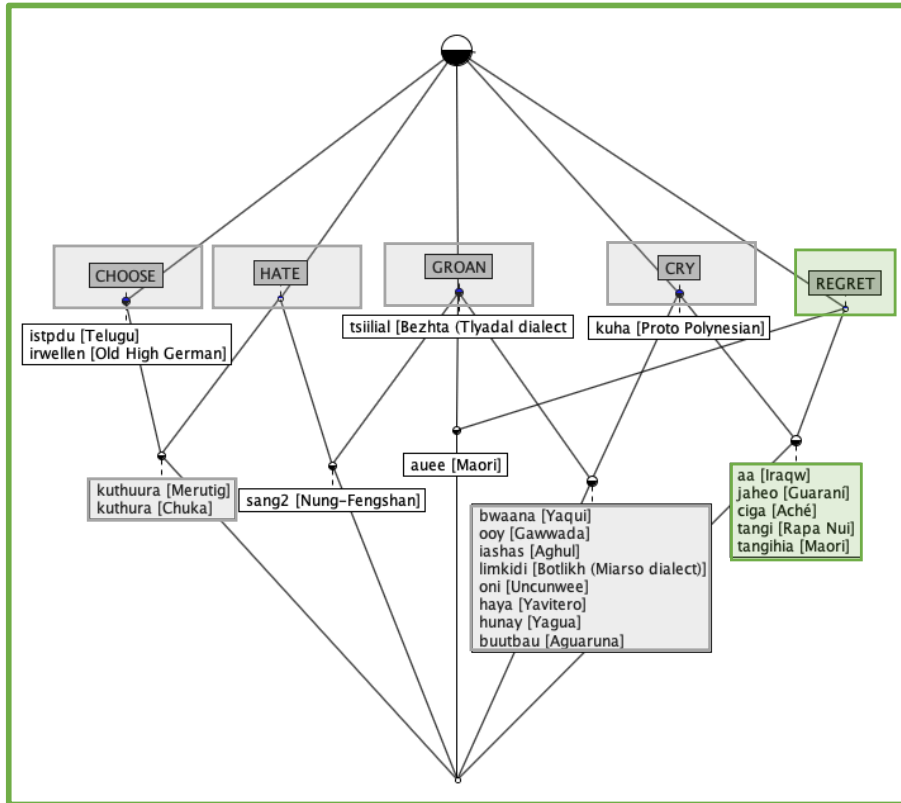 CHOOSE
HATE
GROAN
CRY
REGRET
istpdu [Telugu]
irwellen [Old High German]
tsiilial [Bezhta (Tlyadal dialect
kuha [Proto Polynesian]
kuthuura [Merutig]
kuthura [Chuka]
sang2 [Nung-Fengshan]
auee [Maori]
bwaana [Yaqui]
ooy [Gawwada]
iashas [Aghul]
limkidi [Botlikh (Miarso dialect)]
oni [Uncunwee]
haya [Yavitero]
hunay [Yagua]
buutbau [Aguaruna]
aa [Iraqw]
jaheo [Guaraní]
ciga [Aché]
tangi [Rapa Nui]
tangihia [Maori]